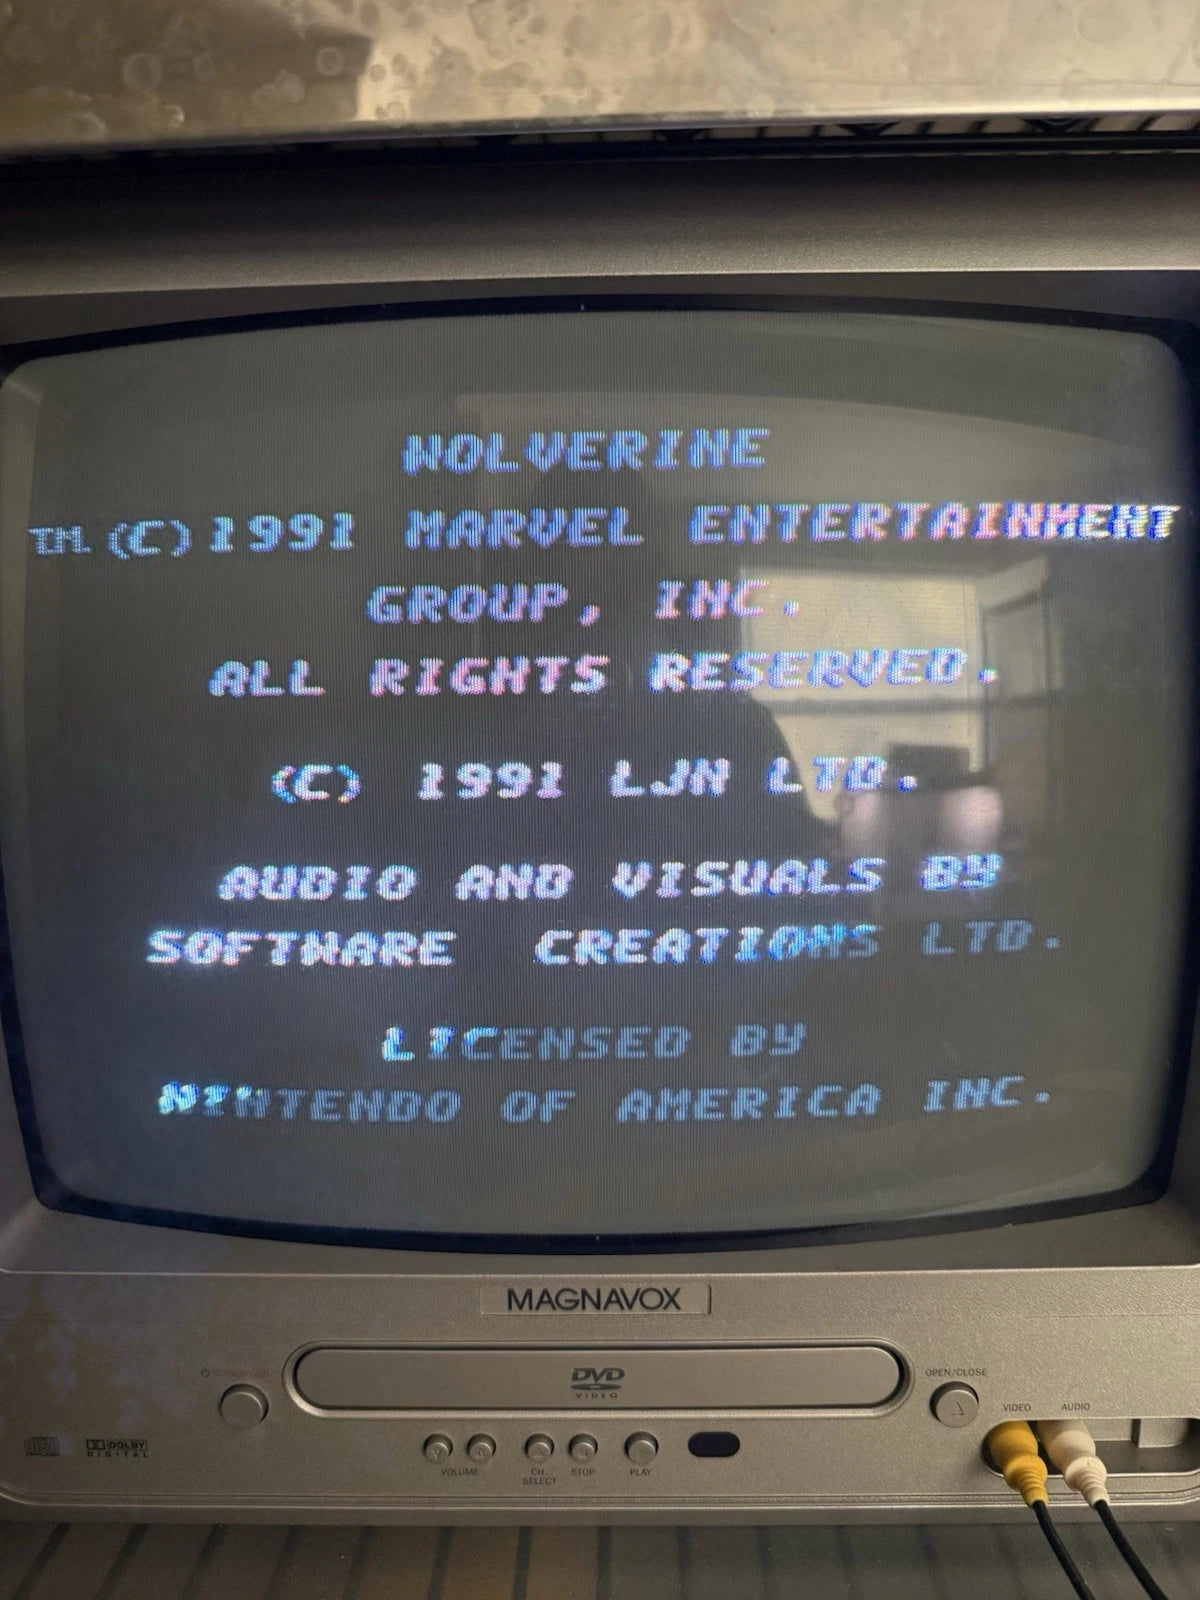 WOLVERINE
TM (C) 1991 MARVEL ENTERTAINMENT
GROUP, INC.
ALL RIGHTS RESERVED.
(C) 1991 LJN LTD.
AUDIO AND VISUALS BY
SOFTWARE CREATIONS LTD.
LICENSED BY
NINTENDO OF AMERICA INC.
MAGNAVOX
DVD
VIDEO
OPEN/CLOSE
VIDEO AUDIO
DOLBY
DIGITAL
VOLUME
CH.
SELECT
STOP
PLAY